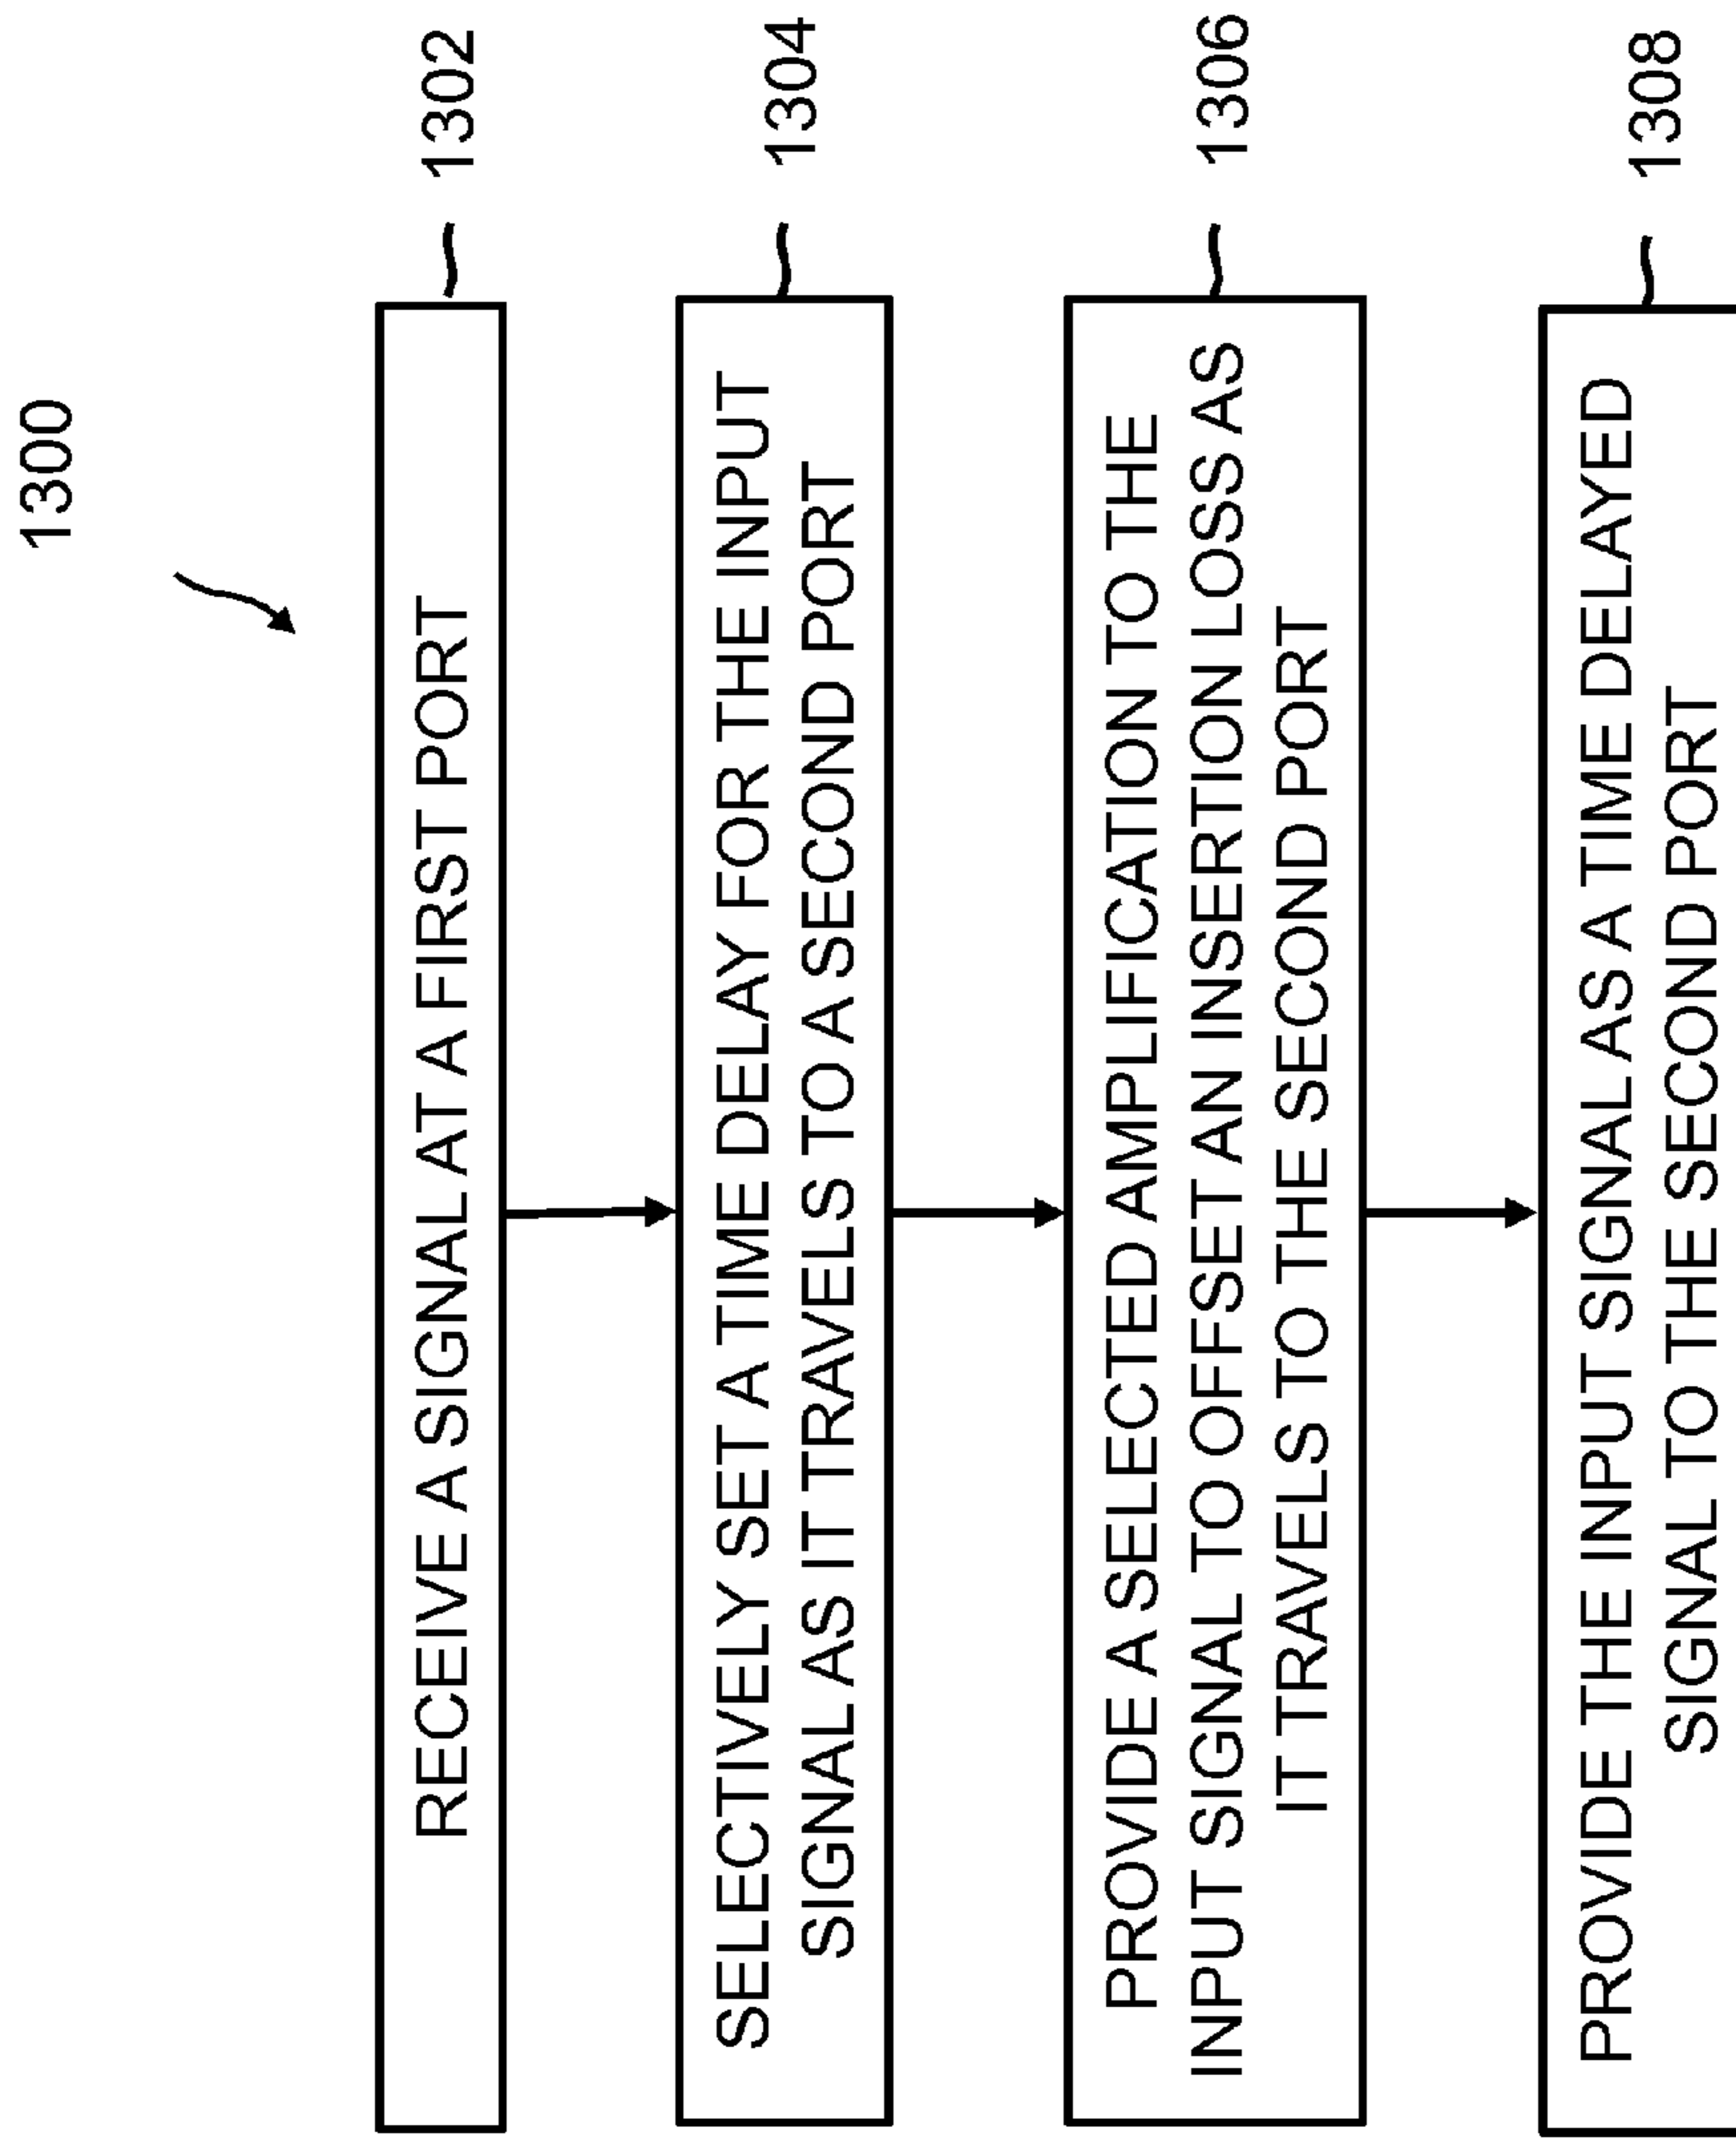 1300
RECEIVE A SIGNAL AT A FIRST PORT
1302
SELECTIVELY SET A TIME DELAY FOR THE INPUT
SIGNAL AS IT TRAVELS TO A SECOND PORT
1304
PROVIDE A SELECTED AMPLIFICATION TO THE
INPUT SIGNAL TO OFFSET AN INSERTION LOSS AS
IT TRAVELS TO THE SECOND PORT
1306
PROVIDE THE INPUT SIGNAL AS A TIME DELAYED
SIGNAL TO THE SECOND PORT
1308